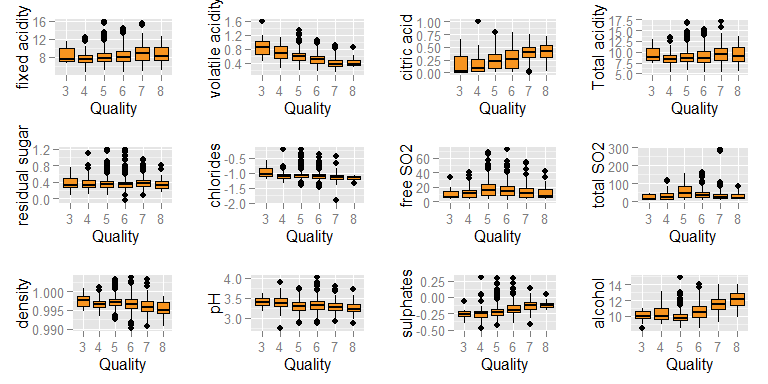 fixed acidity
16
12
8
3 4 5 6 7 8
Quality
volatile acidity
1.6
1.2
0.8
0.4
3 4 5 6 7 8
Quality
citric acid
1.00
0.75
0.50
0.25
0.00
3 4 5 6 7 8
Quality
Total acidity
17.5
15.0
12.5
10.0
7.5
5.0
3 4 5 6 7 8
Quality
residual sugar
1.2
0.8
0.4
0.0
3 4 5 6 7 8
Quality
chlorides
-0.5
-1.0
-1.5
-2.0
3 4 5 6 7 8
Quality
free SO2
60
40
20
0
3 4 5 6 7 8
Quality
total SO2
300
200
100
0
3 4 5 6 7 8
Quality
density
1.000
0.995
0.990
3 4 5 6 7 8
Quality
pH
4.0
3.5
3.0
3 4 5 6 7 8
Quality
sulphates
0.25
0.00
-0.25
-0.50
3 4 5 6 7 8
Quality
alcohol
14
12
10
3 4 5 6 7 8
Quality